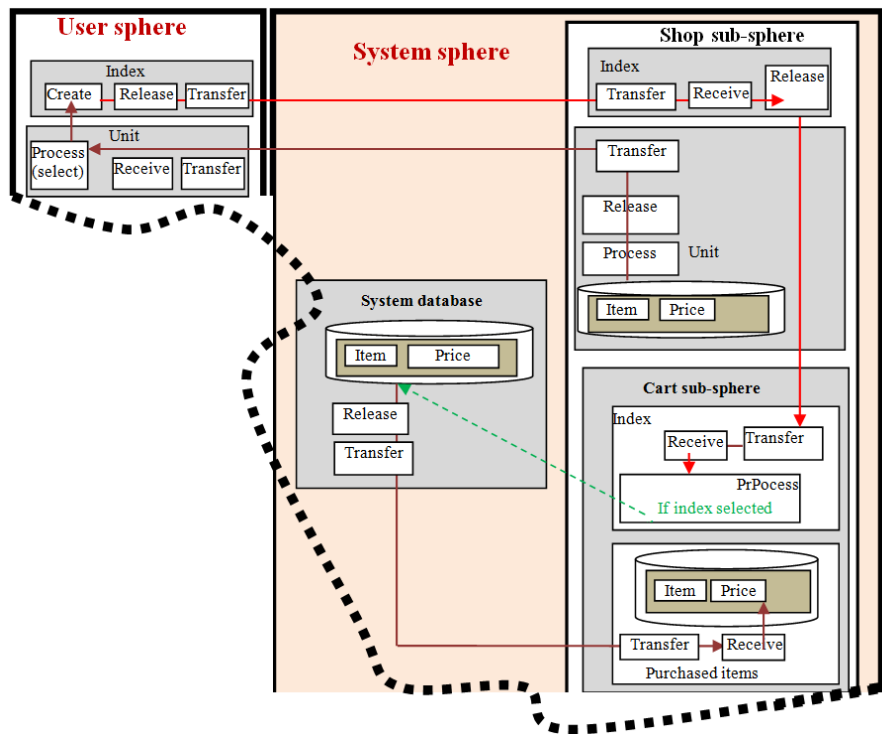 User sphere
Index
Create
Release
Transfer
Unit
Process
(select)
Receive
Transfer
System sphere
System database
Item
Price
Release
Transfer
Shop sub-sphere
Index
Transfer
Receive
Release
Transfer
Release
Process
Unit
Item
Price
Cart sub-sphere
Index
Receive
Transfer
PrPocess
If index selected
Item
Price
Transfer
Receive
Purchased items